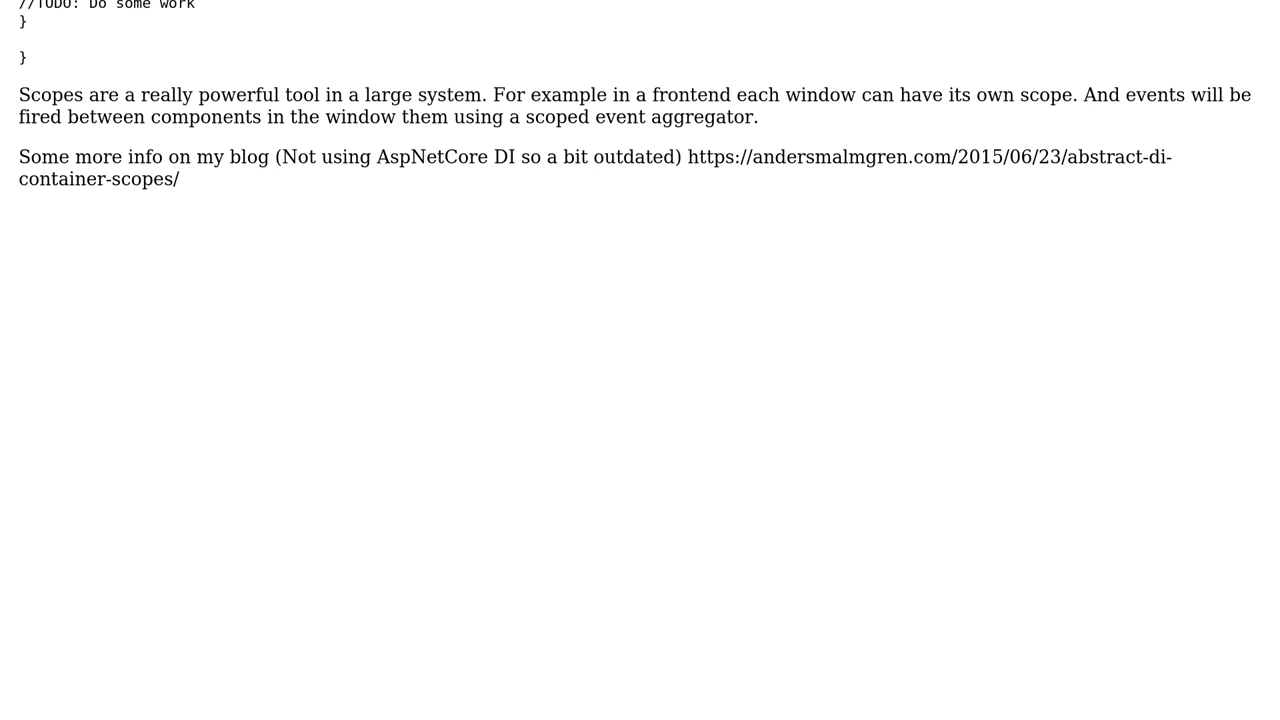 //TODO: Do some work
}
}
Scopes are a really powerful tool in a large system. For example in a frontend each window can have its own scope. And events will be
fired between components in the window them using a scoped event aggregator.
Some more info on my blog (Not using AspNetCore DI so a bit outdated) https://andersmalmgren.com/2015/06/23/abstract-di-
container-scopes/